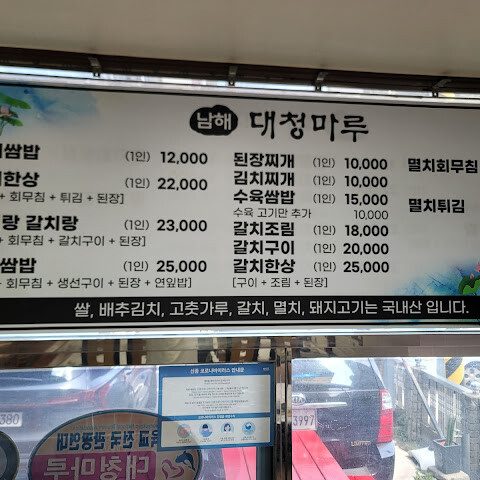 남해 대청마루
쌈밥 (1인) 12,000
한상 (1인) 22,000
+ 회무침 + 튀김 + 된장]
랑 갈치랑 (1인) 23,000
+ 회무침 + 갈치구이 + 된장]
쌈밥 (1인) 25,000
+ 회무침 + 생선구이 + 된장 + 연잎밥]
된장찌개 (1인) 10,000
김치찌개 (1인) 10,000
수육쌈밥 (1인) 15,000
수육 고기만 추가 10,000
갈치조림 (1인) 18,000
갈치구이 (1인) 20,000
갈치한상 (1인) 25,000
[구이 + 조림 + 된장]
멸치회무침
멸치튀김
쌀, 배추김치, 고춧가루, 갈치, 멸치, 돼지고기는 국내산 입니다.
대청마루
3997
380